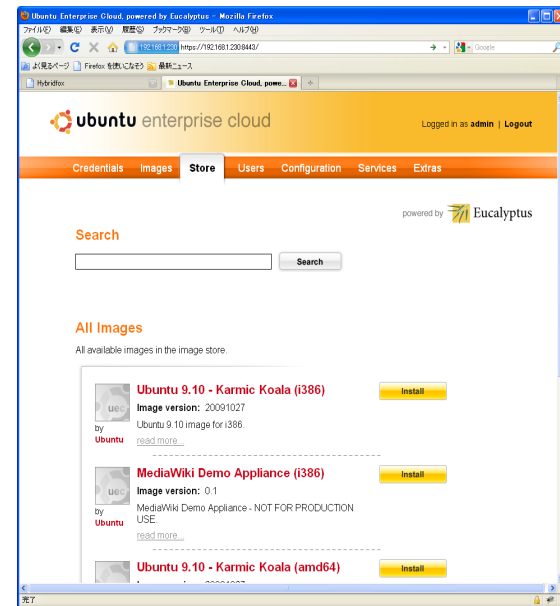 Ubuntu Enterprise Cloud, powered by Eucalyptus - Mozilla Firefox
ファイル(F) 編集(E) 表示(V) 履歴(S) ブックマーク(B) ツール(T) ヘルプ(H)
192.168.1.230 https://192.168.1.230:8443/ Google
よく見るページ Firefox を使いこなそう 最新ニュース
Hybridfox Ubuntu Enterprise Cloud, powe...
ubuntu enterprise cloud
Logged in as admin | Logout
Credentials Images Store Users Configuration Services Extras
powered by Eucalyptus
Search
Search
All Images
All available images in the image store.
Ubuntu 9.10 - Karmic Koala (i386) Install
uec Image version: 20091027
by Ubuntu 9.10 image for i386.
Ubuntu read more...
MediaWiki Demo Appliance (i386) Install
uec Image version: 0.1
by MediaWiki Demo Appliance - NOT FOR PRODUCTION
Ubuntu USE.
read more...
Ubuntu 9.10 - Karmic Koala (amd64) Install
完了